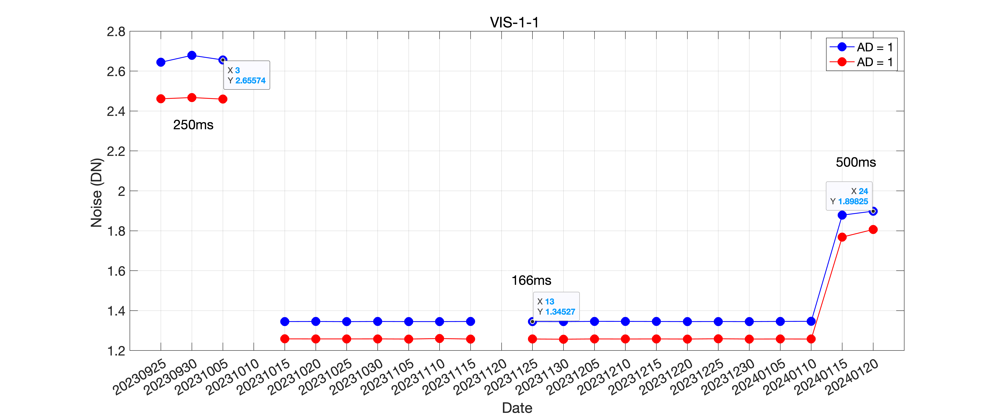 VIS-1-1
AD = 1
AD = 1
2.8
2.6
2.4
2.2
2
1.8
1.6
1.4
1.2
Noise (DN)
X 3
Y 2.65574
250ms
500ms
X 24
Y 1.89825
166ms
X 13
Y 1.34527
20230925
20230930
20231005
20231010
20231015
20231020
20231025
20231030
20231105
20231110
20231115
20231120
20231125
20231130
20231205
20231210
20231215
20231220
20231225
20231230
20240105
20240110
20240115
20240120
Date